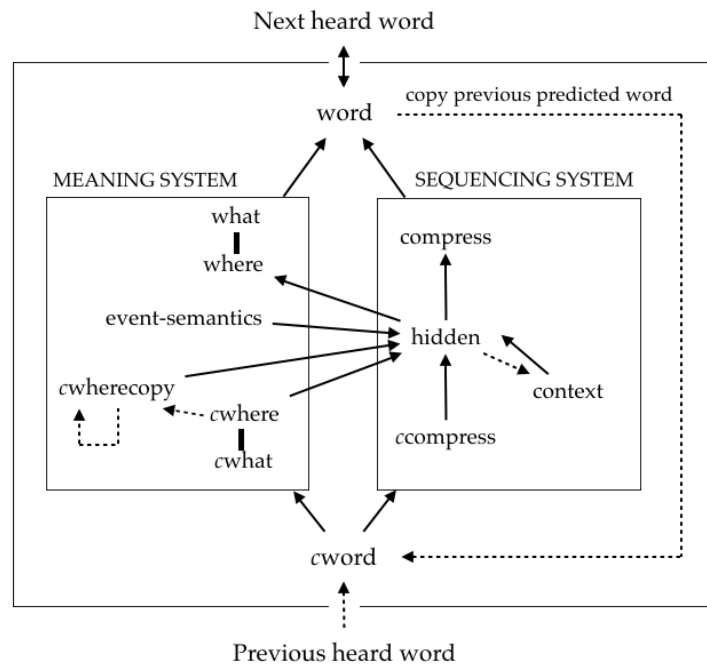 Next heard word
word
copy previous predicted word
MEANING SYSTEM
SEQUENCING SYSTEM
what
where
event-semantics
cwherecopy
cwhere
cwhat
compress
hidden
context
ccompress
cword
Previous heard word